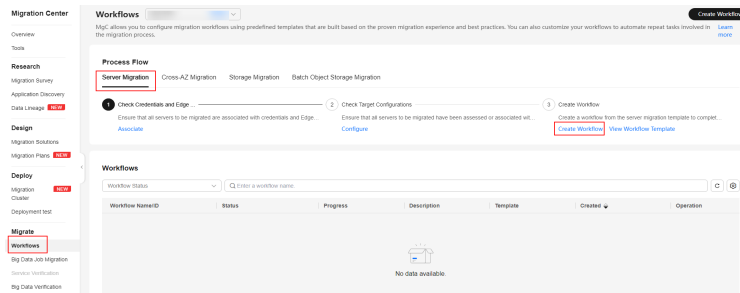 Migration Center
Overview
Tools
Research
Migration Survey
Application Discovery
Data Lineage NEW
Design
Migration Solutions
Migration Plans NEW
Deploy
Migration Cluster NEW
Deployment test
Migrate
Workflows
Big Data Job Migration
Service Verification
Big Data Verification
Workflows
Create Workflow
MgC allows you to configure migration workflows using predefined templates that are built based on the proven migration experience and best practices. You can also customize your workflows to automate repeat tasks involved in Learn
the migration process. more
Process Flow
Server Migration Cross-AZ Migration Storage Migration Batch Object Storage Migration
1 Check Credentials and Edge ... 2 Check Target Configurations 3 Create Workflow
Ensure that all servers to be migrated are associated with credentials and Edge... Ensure that all servers to be migrated have been assessed or associated wit... Create a workflow from the server migration template to complet...
Associate Configure Create Workflow View Workflow Template
Workflows
Workflow Status Enter a workflow name.
Workflow Name/ID Status Progress Description Template Created Operation
No data available.